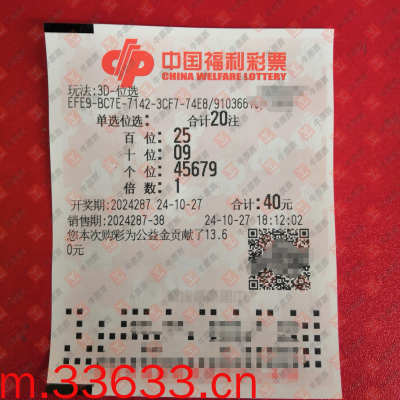 中国福利彩票
CHINA WELFARE LOTTERY
玩法:3D-位选
EFE9-BC7E-7142-3CF7-74E8/910366
单选位选: 合计20注
百 位: 25
十 位: 09
个 位: 45679
倍 数: 1
开奖期:2024287 24-10-27 合计:40元
销售期:2024287-38 24-10-27 18:12:02
您本次购彩为公益金贡献了13.6
0元
m.33633.cn